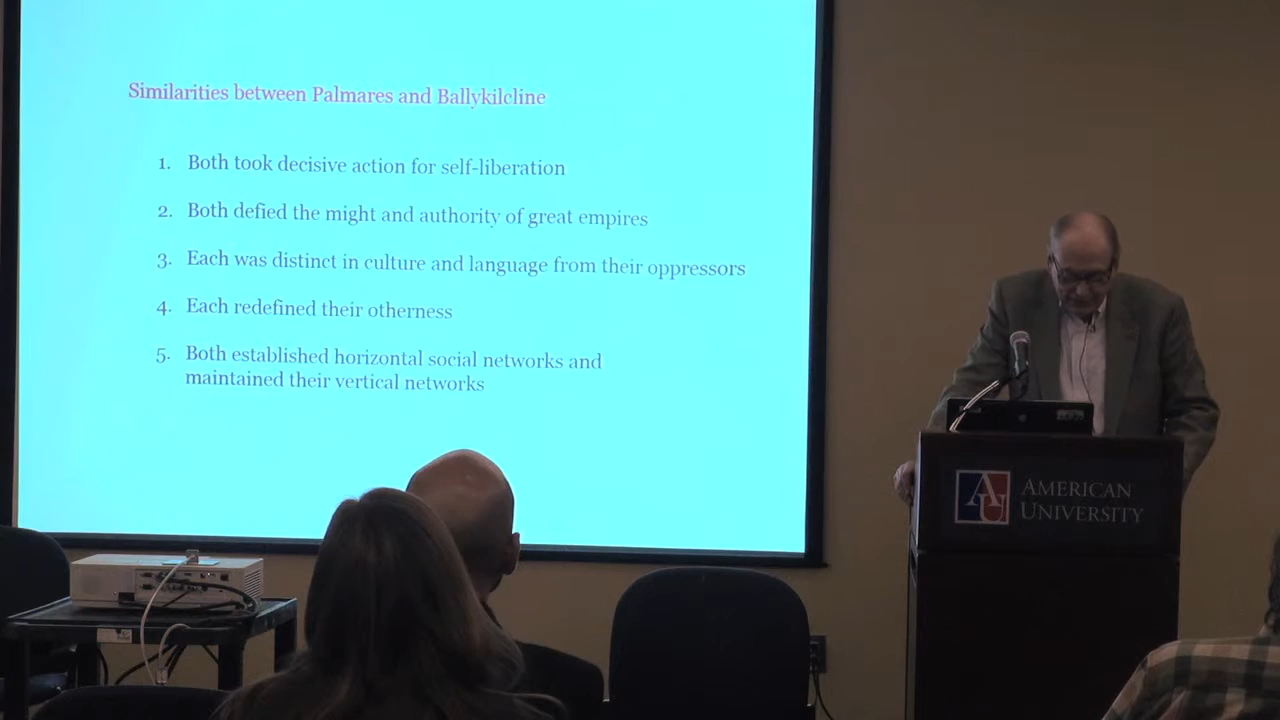 Similarities between Palmares and Ballykilcline
1. Both took decisive action for self-liberation
2. Both defied the might and authority of great empires
3. Each was distinct in culture and language from their oppressors
4. Each redefined their otherness
5. Both established horizontal social networks and
maintained their vertical networks
AU
AMERICAN
UNIVERSITY